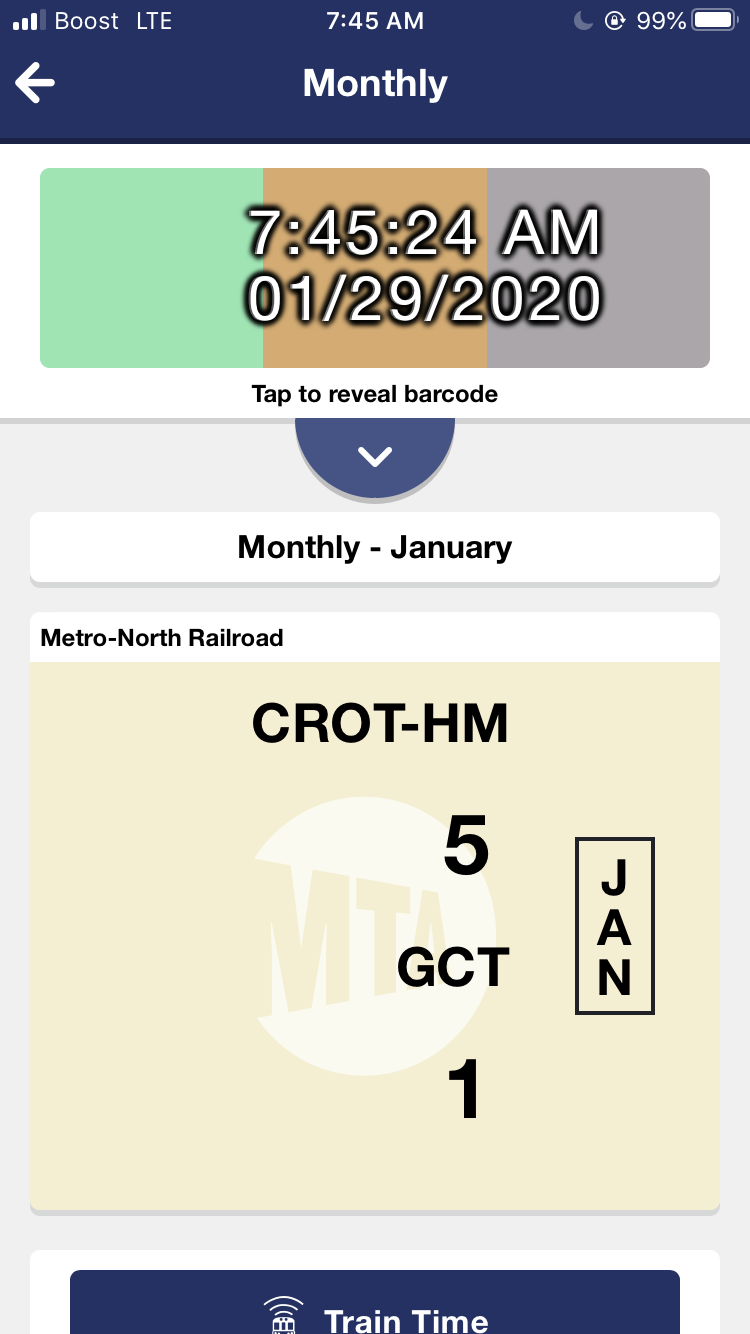 Boost LTE 7:45 AM 99%
Monthly
7:45:24 AM
01/29/2020
Tap to reveal barcode
Monthly - January
Metro-North Railroad
CROT-HM
5
MTA
GCT
1
J
A
N
Train Time